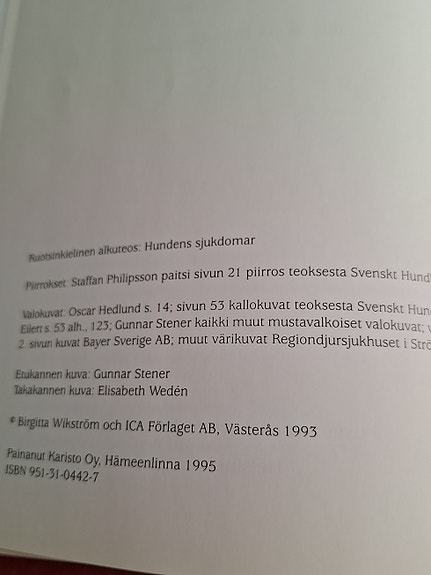 Ruotsinkielinen alkuteos: Hundens sjukdomar
Piirrokset: Staffan Philipsson paitsi sivun 21 piirros teoksesta Svenskt Hund
Valokuvat: Oscar Hedlund s. 14; sivun 53 kallokuvat teoksesta Svenskt Hun
Eilert s. 53 alh., 123; Gunnar Stener kaikki muut mustavalkoiset valokuvat; v
2. sivun kuvat Bayer Sverige AB; muut värikuvat Regiondjursjukhuset i Strö
Etukannen kuva: Gunnar Stener
Takakannen kuva: Elisabeth Wedén
© Birgitta Wikström och ICA Förlaget AB, Västerås 1993
Painanut Karisto Oy, Hämeenlinna 1995
ISBN 951-31-0442-7